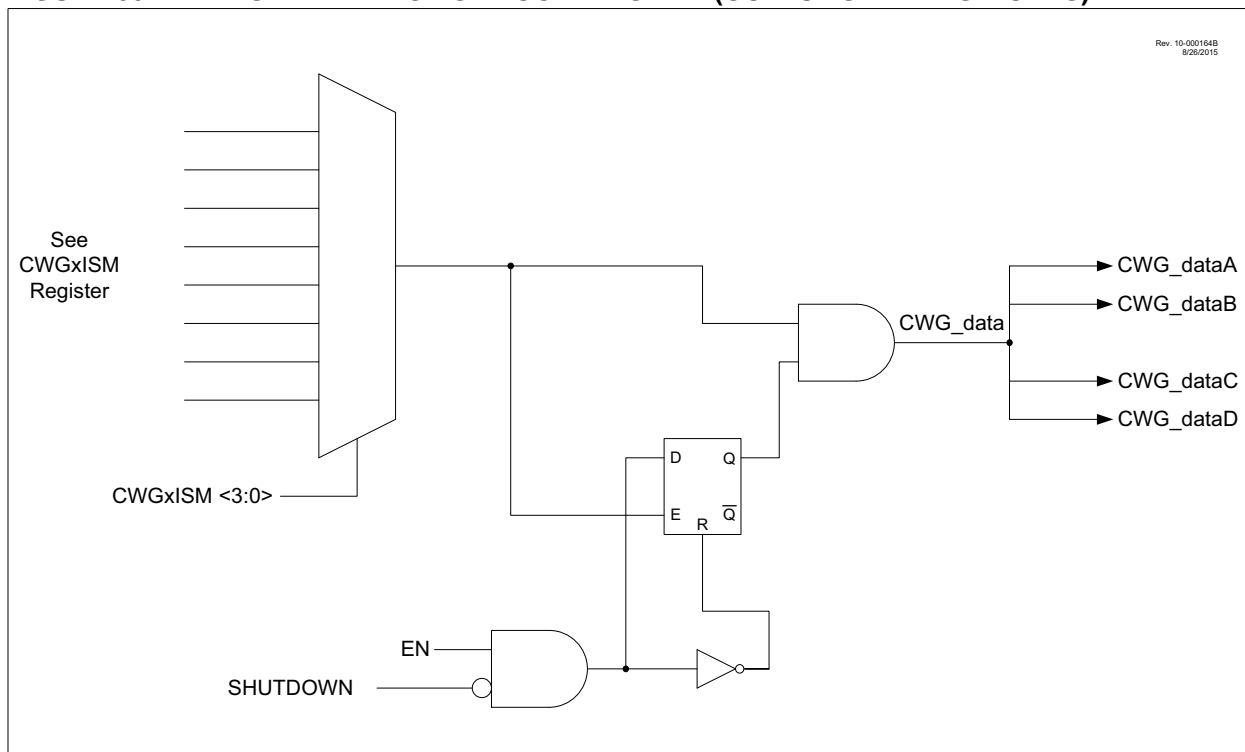 Rev. 10-000164B
8/26/2015
See
CWGxISM
Register
CWGxISM <3:0>
CWG_data
CWG_dataA
CWG_dataB
CWG_dataC
CWG_dataD
D
Q
E
Q̅
R
EN
SHUTDOWN